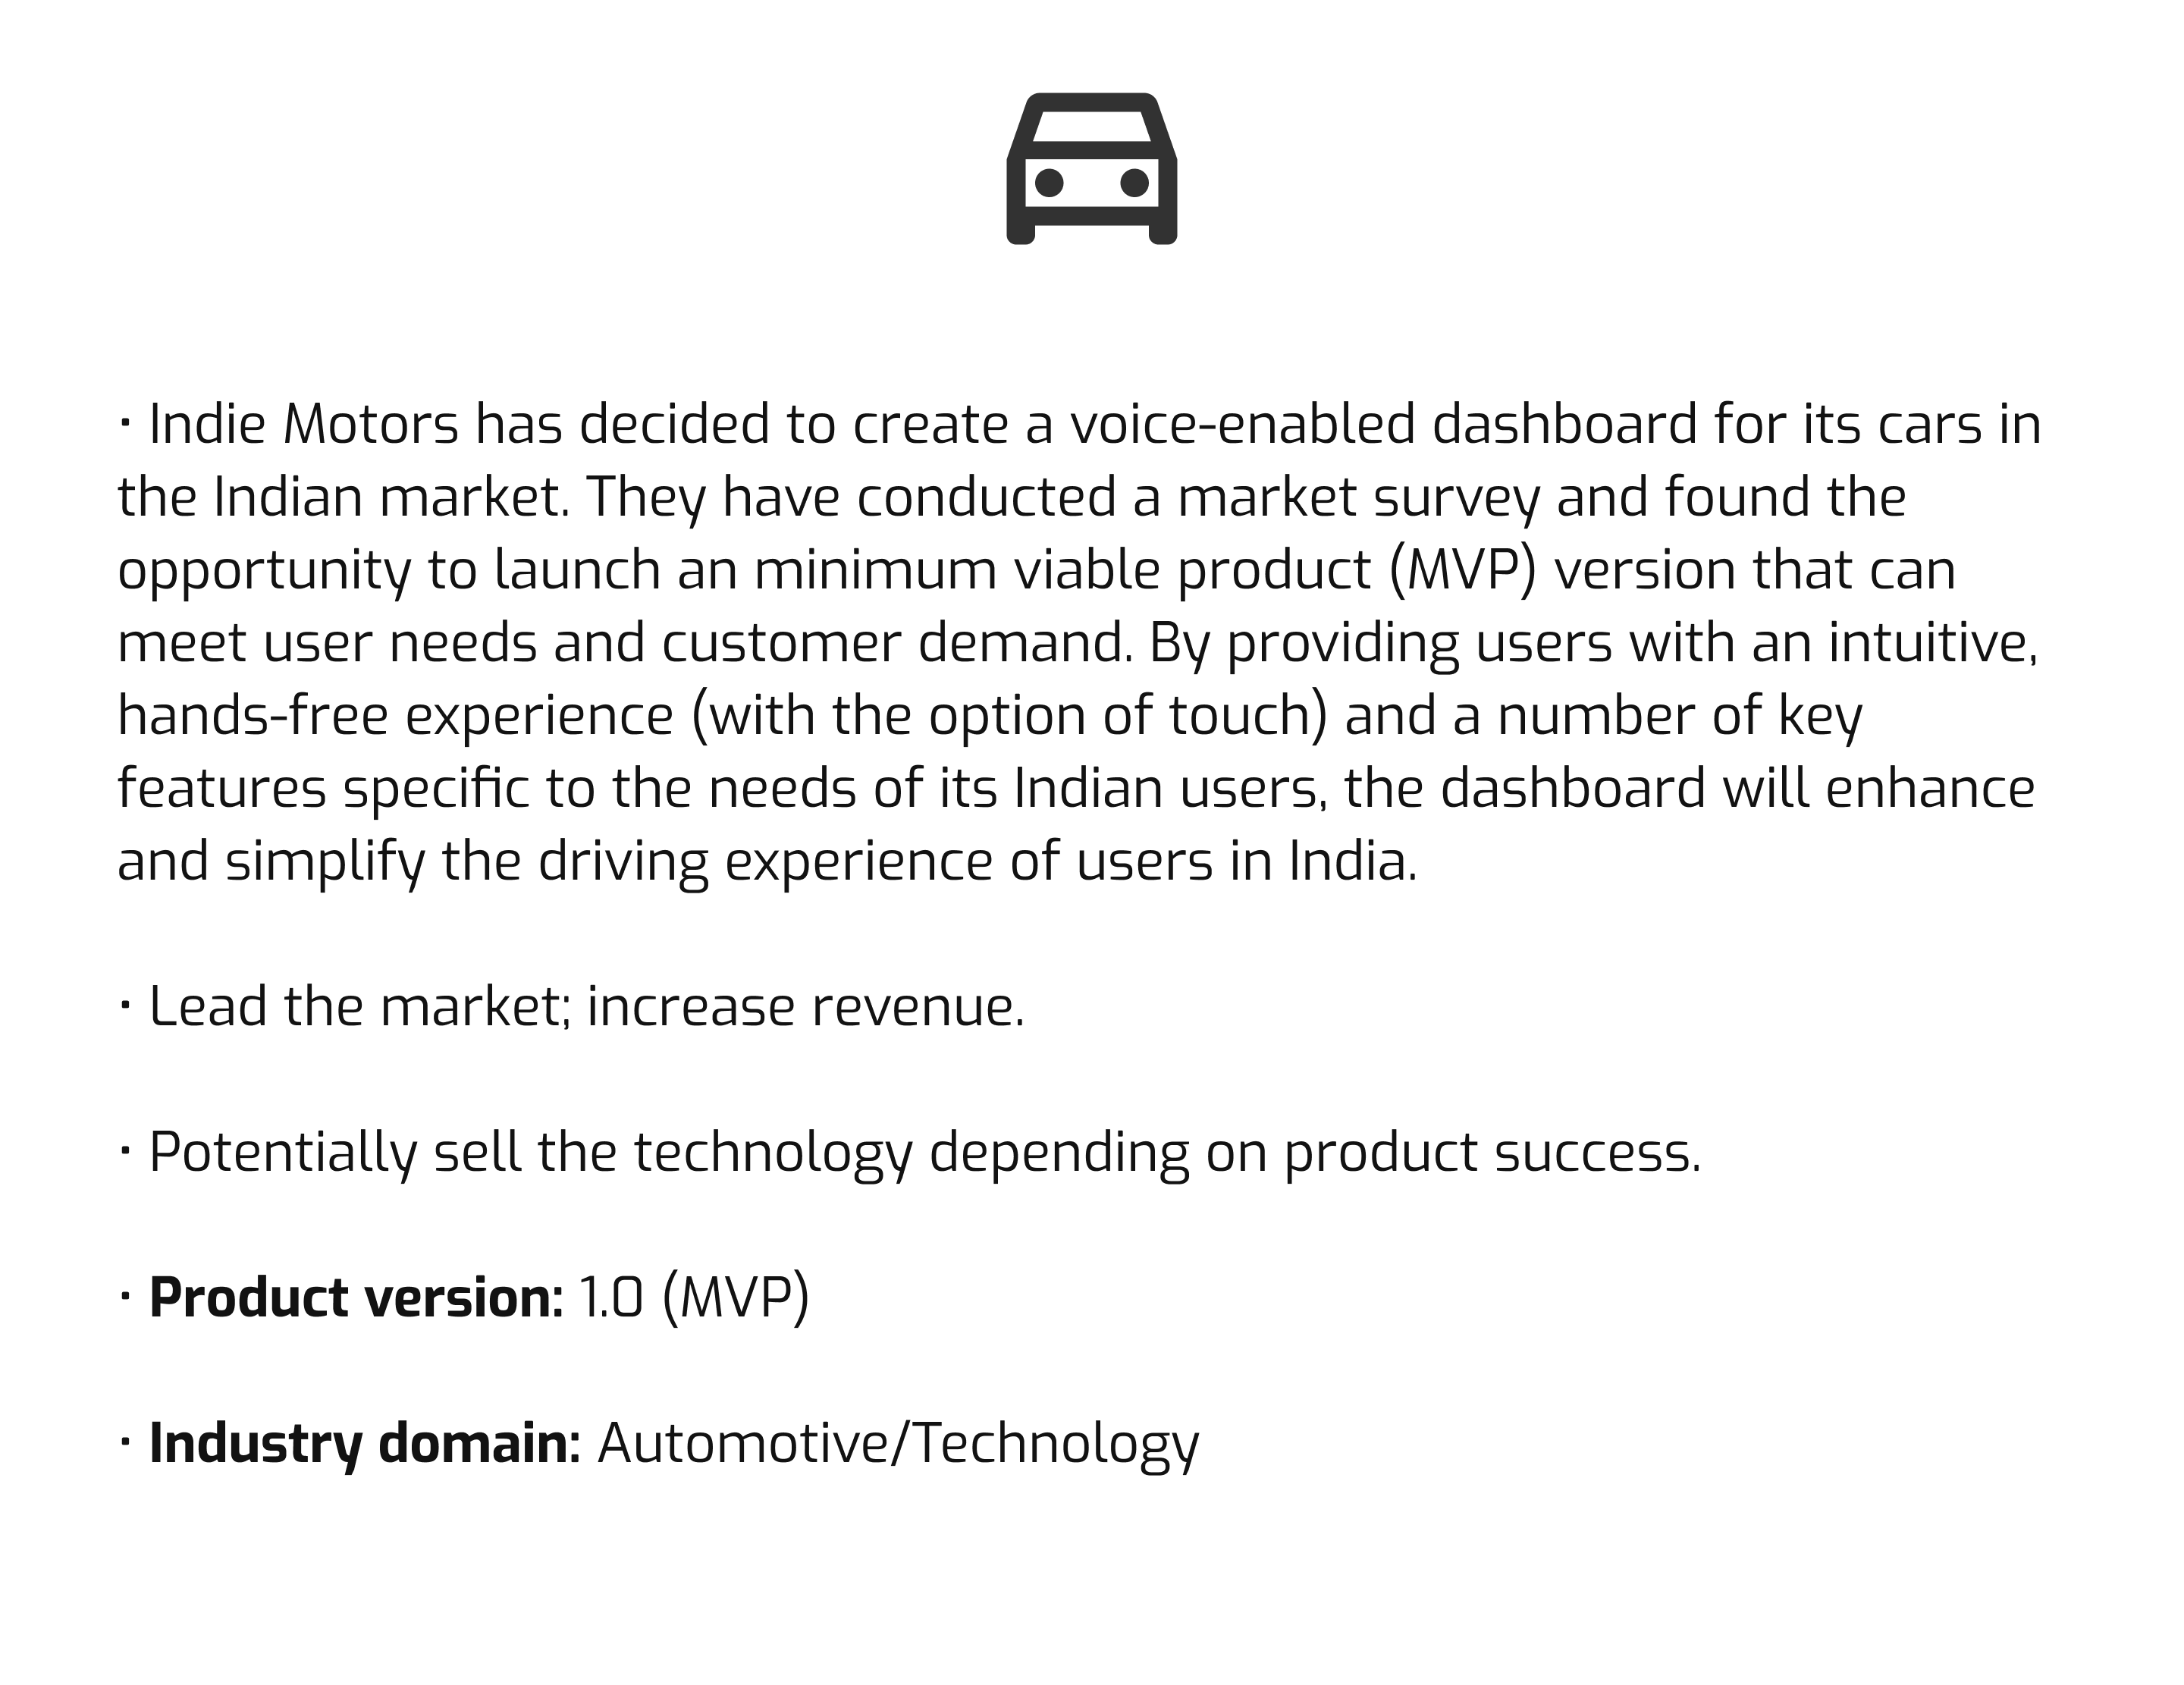 · Indie Motors has decided to create a voice-enabled dashboard for its cars in
the Indian market. They have conducted a market survey and found the
opportunity to launch an minimum viable product (MVP) version that can
meet user needs and customer demand. By providing users with an intuitive,
hands-free experience (with the option of touch) and a number of key
features specific to the needs of its Indian users, the dashboard will enhance
and simplify the driving experience of users in India.
· Lead the market; increase revenue.
· Potentially sell the technology depending on product success.
· Product version: 1.0 (MVP)
· Industry domain: Automotive/Technology